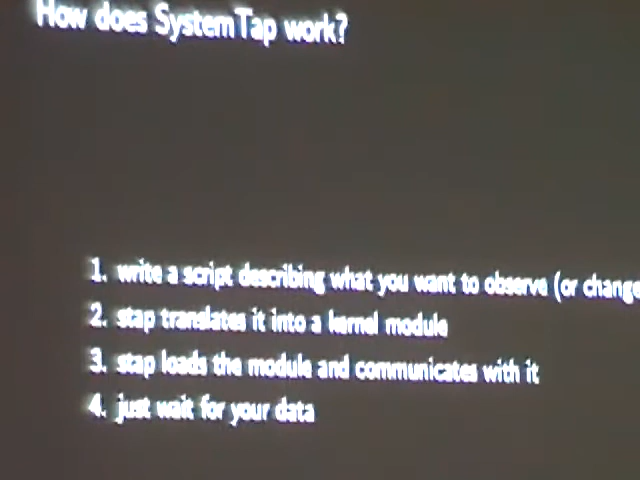 How does SystemTap work?
1. write a script describing what you want to observe (or change
2. stap translates it into a kernel module
3. stap loads the module and communicates with it
4. just wait for your data